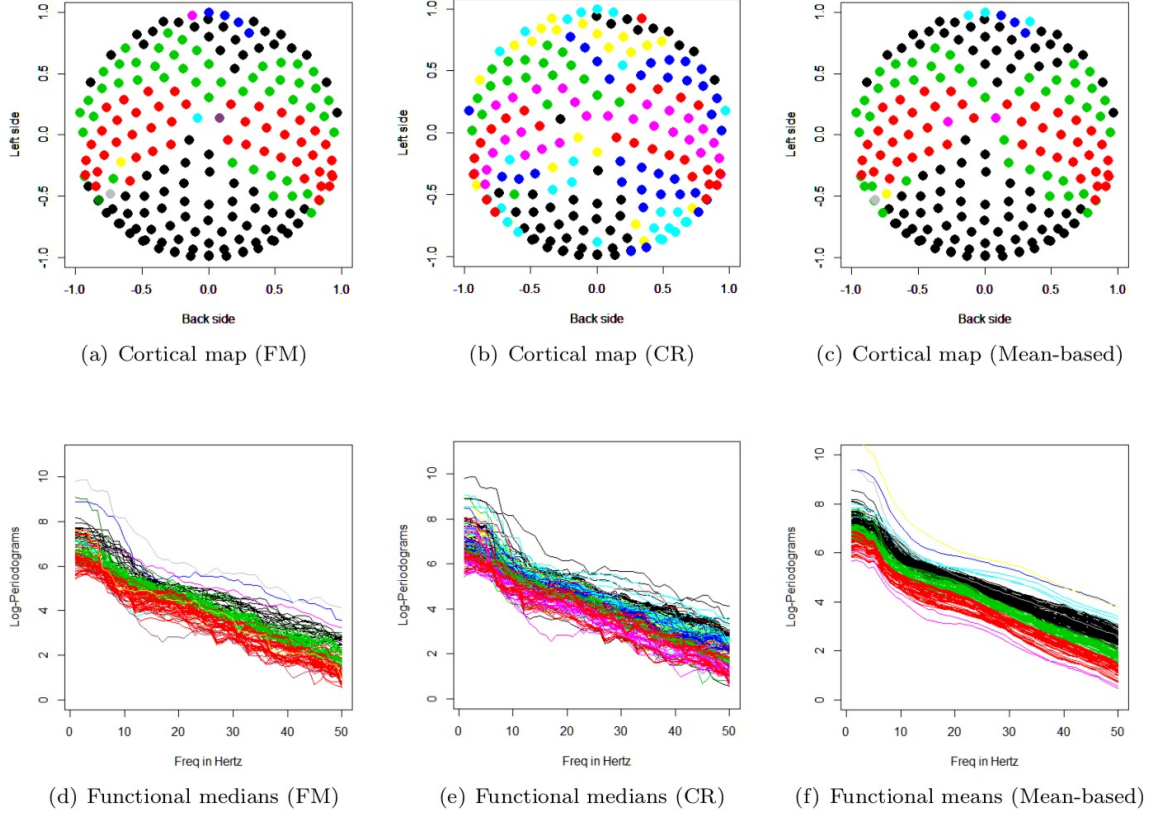 1.0
0.5
0.0
-0.5
-1.0
Left side
-1.0 -0.5 0.0 0.5 1.0
Back side
(a) Cortical map (FM)
1.0
0.5
0.0
-0.5
-1.0
Left side
-1.0 -0.5 0.0 0.5 1.0
Back side
(b) Cortical map (CR)
1.0
0.5
0.0
-0.5
-1.0
Left side
-1.0 -0.5 0.0 0.5 1.0
Back side
(c) Cortical map (Mean-based)
10
8
6
4
2
0
Log-Periodograms
0 10 20 30 40 50
Freq in Hertz
(d) Functional medians (FM)
10
8
6
4
2
0
Log-Periodograms
0 10 20 30 40 50
Freq in Hertz
(e) Functional medians (CR)
10
8
6
4
2
0
Log-Periodograms
0 10 20 30 40 50
Freq in Hertz
(f) Functional means (Mean-based)